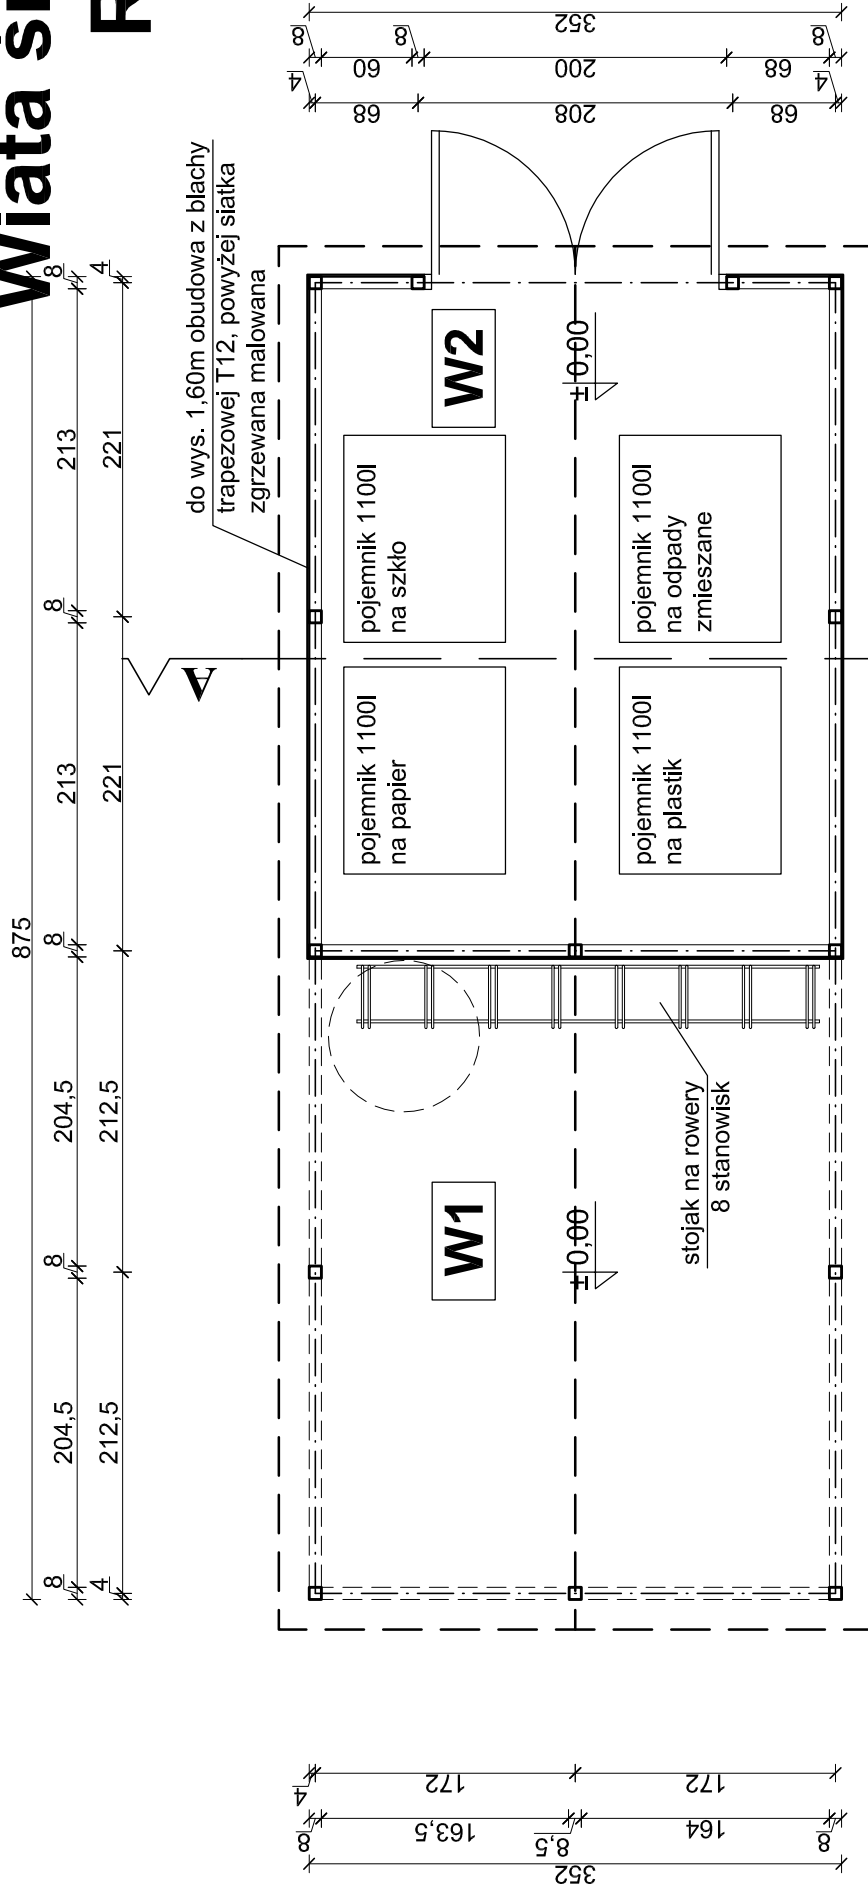 Wiata śi
R
352
8
60
8
200
68
8
4
68
208
68
4
do wys. 1,60m obudowa z blachy
trapezowej T12, powyżej siatka
zgrzewana malowana
875
8
204,5
8
204,5
8
213
8
213
8
4
212,5
212,5
221
221
4
A
W2
±0,00
pojemnik 1100l
na szkło
pojemnik 1100l
na odpady
zmieszane
pojemnik 1100l
na papier
pojemnik 1100l
na plastik
W1
±0,00
stojak na rowery
8 stanowisk
4
172
172
8
163,5
8,5
164
8
352